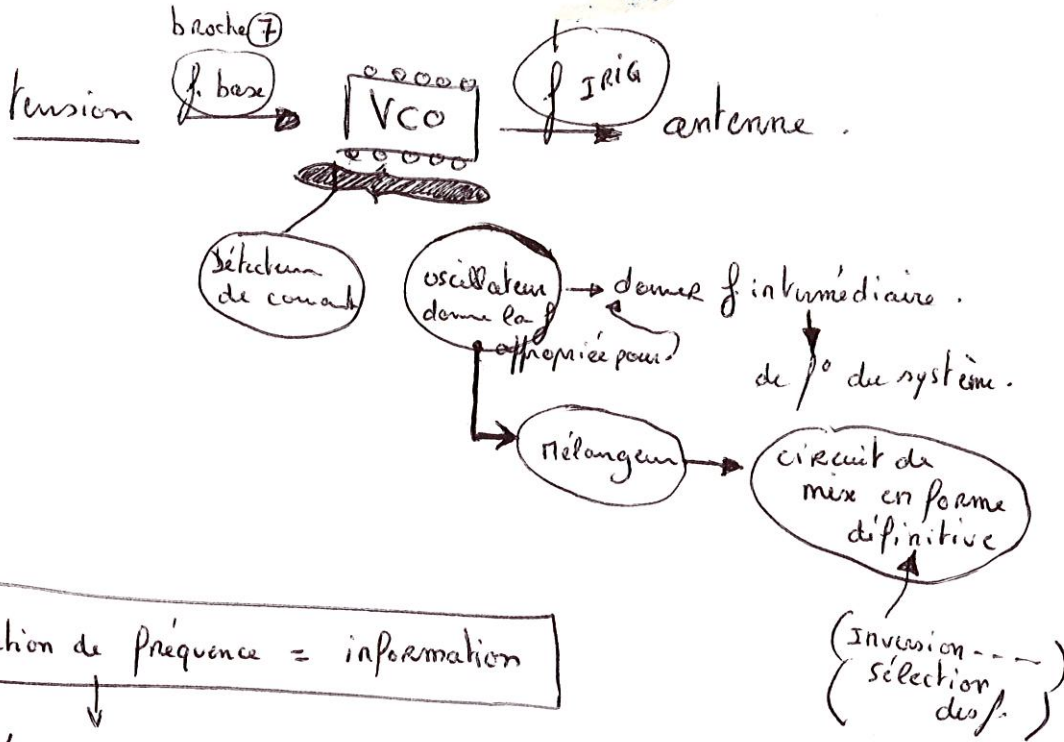 broche 7
tension
f. base
VCO
f IRIG
antenne.
Détecteur
de courant
oscillateur
donne la f
appropriée pour
donner f. intermédiaire.
de f° du système.
Mélangeur
circuit de
mise en forme
définitive
(Inversion----)
(sélection
des f.)
tion de fréquence = information